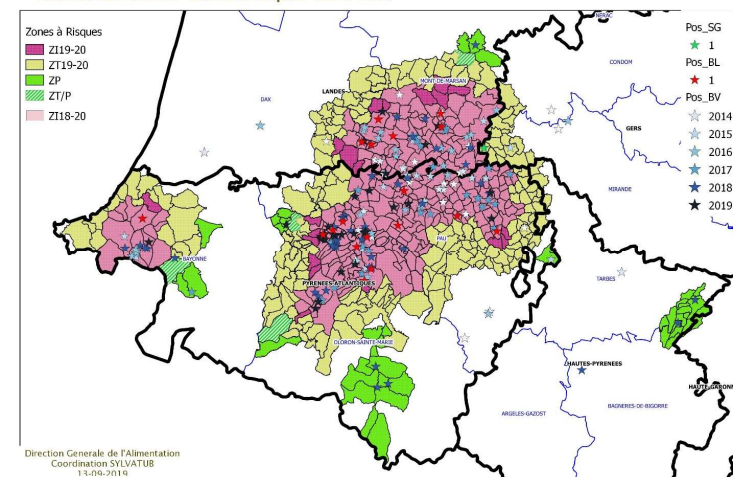 Zones à Risques
ZI19-20
ZT19-20
ZP
ZT/P
ZI18-20
Pos_SG
1
Pos_BL
1
Pos_BV
2014
2015
2016
2017
2018
2019
NERAC
CONDOM
MONT-DE-MARSAN
LANDES
DAX
GERS
MIRANDE
PAU
BAYONNE
TARBES
PYRENEES-ATLANTIQUES
OLORON-SAINTE-MARIE
HAUTES-PYRENEES
HAUTE-GARONN
ARGELES-GAZOST
BAGNERES-DE-BIGORRE
Direction Generale de l'Alimentation
Coordination SYLVATUB
13-09-2019